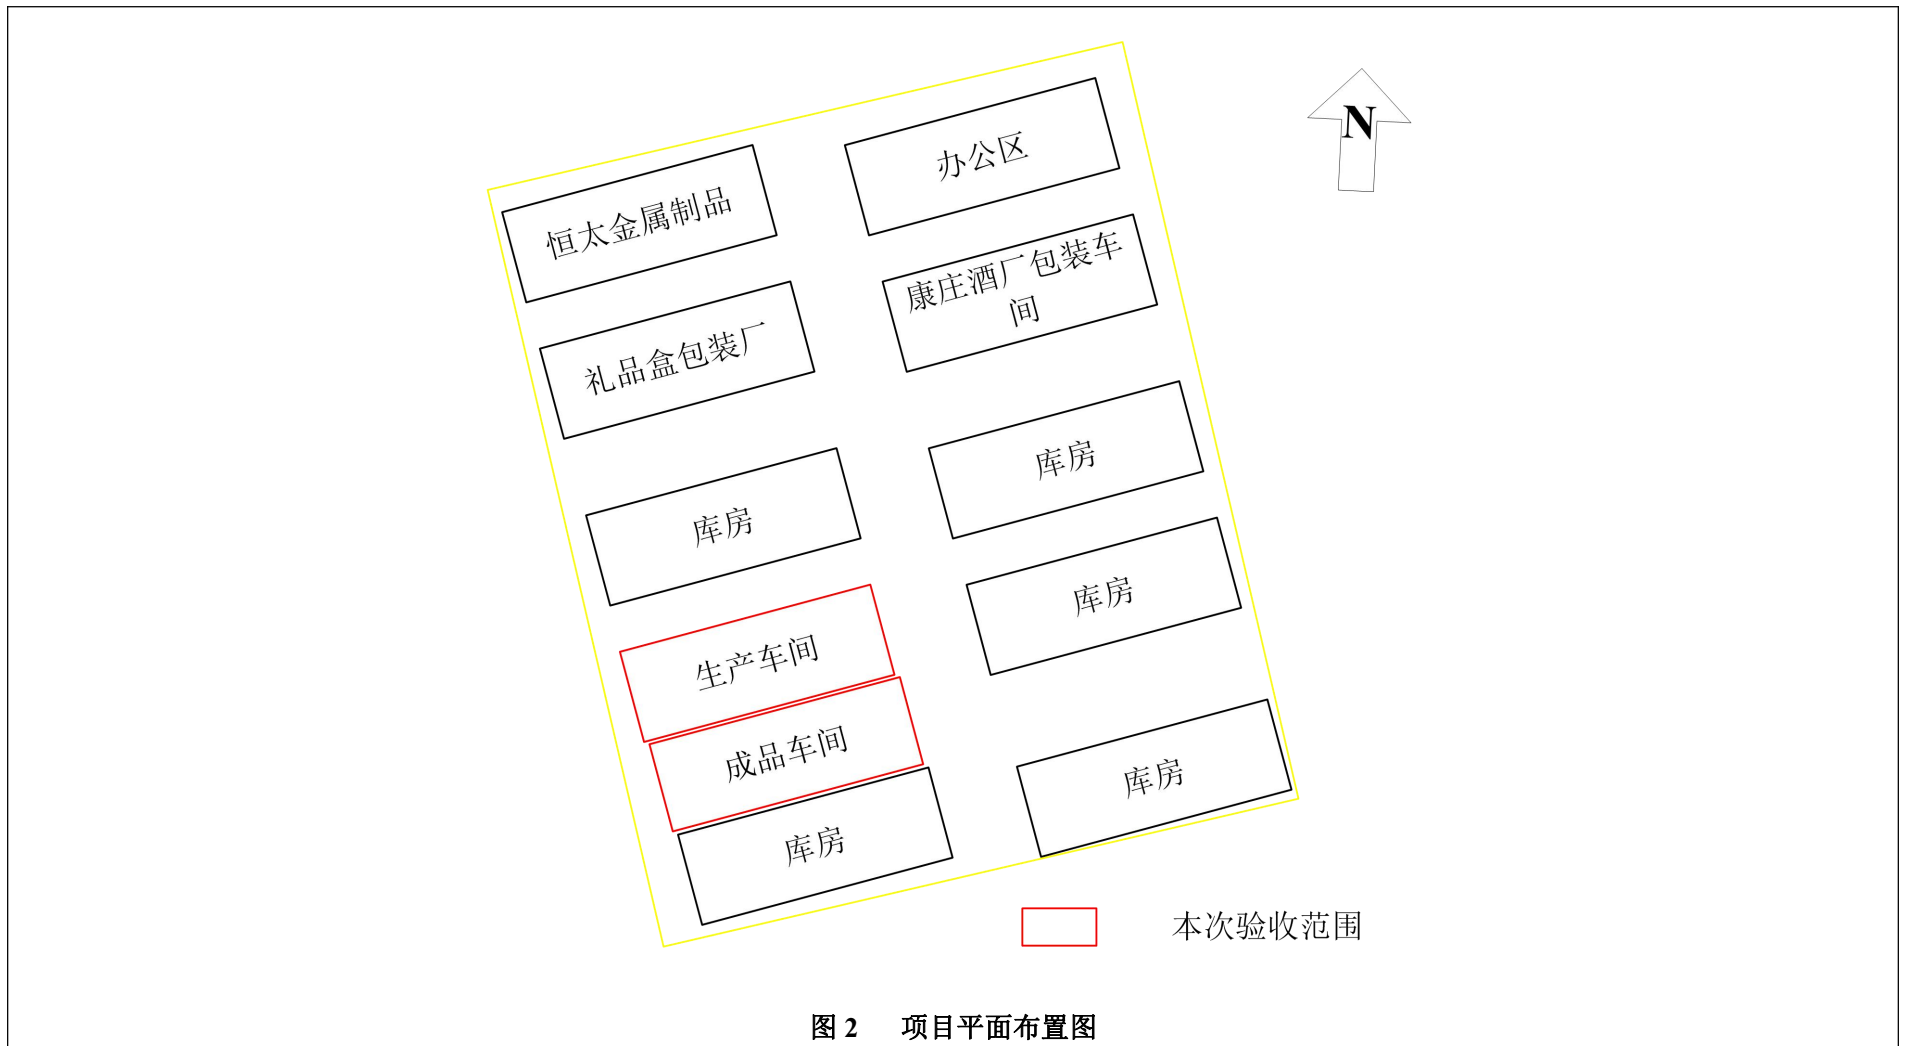 办公区
N
恒太金属制品
康庄酒厂包装车
间
礼品盒包装厂
库房
库房
库房
生产车间
成品车间
库房
库房
本次验收范围
图 2 项目平面布置图